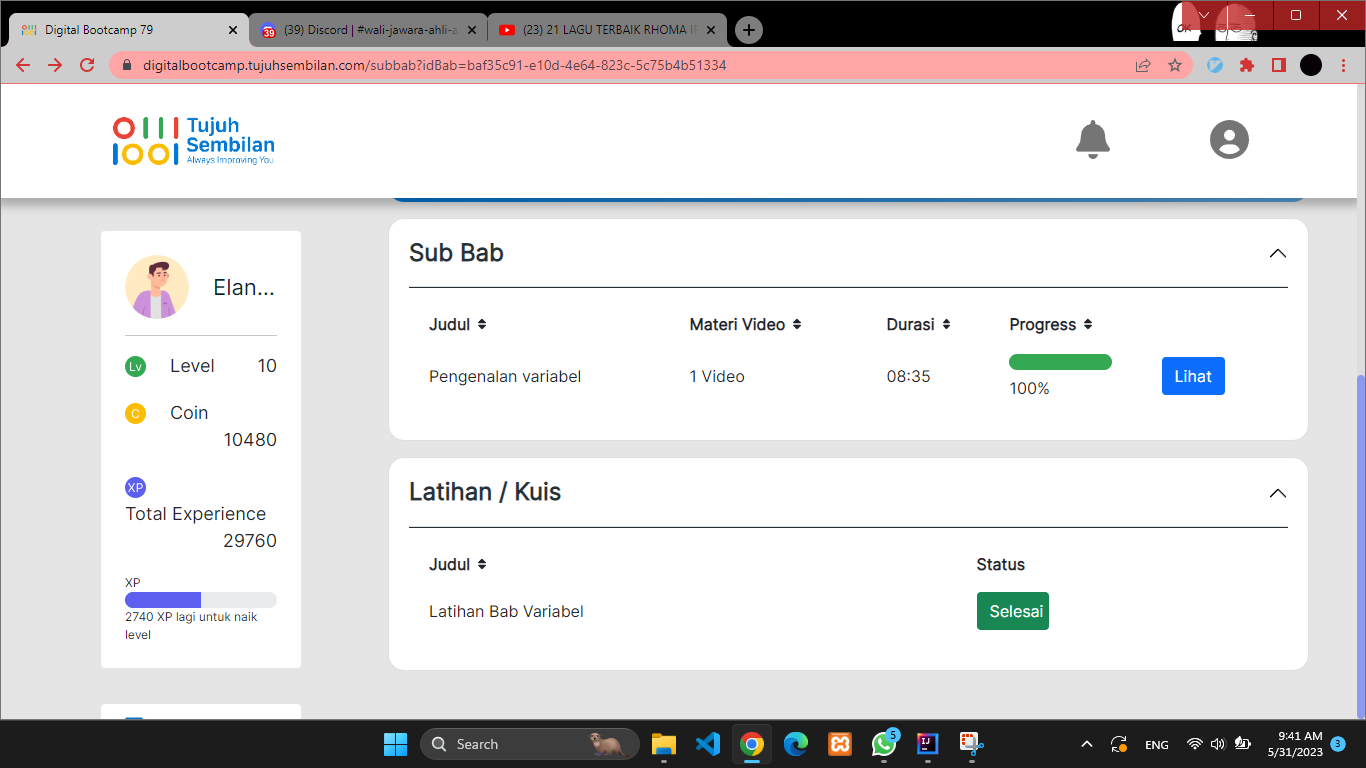 Digital Bootcamp 79
(39) Discord | #wali-jawara-ahli-a
(23) 21 LAGU TERBAIK RHOMA
digitalbootcamp.tujuhsembilan.com/subbab?idBab=baf35c91-e10d-4e64-823c-5c75b4b51334
Tujuh
Sembilan
Always Improving You
Elan...
Lv Level 10
C Coin
10480
XP
Total Experience
29760
XP
2740 XP lagi untuk naik
level
Sub Bab
Judul Materi Video Durasi Progress
Pengenalan variabel 1 Video 08:35 100% Lihat
Latihan / Kuis
Judul Status
Latihan Bab Variabel Selesai
Search
5
ENG
9:41 AM
5/31/2023
3